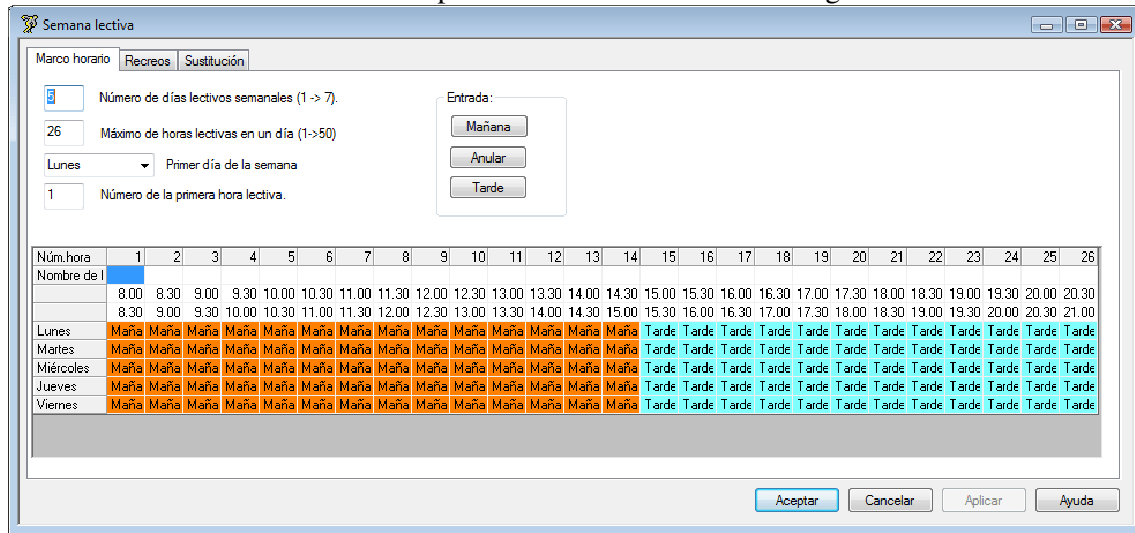 Semana lectiva
Marco horario Recreos Sustitución
5 Número de días lectivos semanales (1 -> 7).
26 Máximo de horas lectivas en un día (1->50)
Lunes Primer día de la semana
1 Número de la primera hora lectiva.
Entrada:
Mañana
Anular
Tarde
Núm.hora 1 2 3 4 5 6 7 8 9 10 11 12 13 14 15 16 17 18 19 20 21 22 23 24 25 26
Nombre de l
8.00 8.30 9.00 9.30 10.00 10.30 11.00 11.30 12.00 12.30 13.00 13.30 14.00 14.30 15.00 15.30 16.00 16.30 17.00 17.30 18.00 18.30 19.00 19.30 20.00 20.30
8.30 9.00 9.30 10.00 10.30 11.00 11.30 12.00 12.30 13.00 13.30 14.00 14.30 15.00 15.30 16.00 16.30 17.00 17.30 18.00 18.30 19.00 19.30 20.00 20.30 21.00
Lunes Maña Maña Maña Maña Maña Maña Maña Maña Maña Maña Maña Maña Maña Maña Tarde Tarde Tarde Tarde Tarde Tarde Tarde Tarde Tarde Tarde Tarde Tarde
Martes Maña Maña Maña Maña Maña Maña Maña Maña Maña Maña Maña Maña Maña Maña Tarde Tarde Tarde Tarde Tarde Tarde Tarde Tarde Tarde Tarde Tarde Tarde
Miércoles Maña Maña Maña Maña Maña Maña Maña Maña Maña Maña Maña Maña Maña Maña Tarde Tarde Tarde Tarde Tarde Tarde Tarde Tarde Tarde Tarde Tarde Tarde
Jueves Maña Maña Maña Maña Maña Maña Maña Maña Maña Maña Maña Maña Maña Maña Tarde Tarde Tarde Tarde Tarde Tarde Tarde Tarde Tarde Tarde Tarde Tarde
Viernes Maña Maña Maña Maña Maña Maña Maña Maña Maña Maña Maña Maña Maña Maña Tarde Tarde Tarde Tarde Tarde Tarde Tarde Tarde Tarde Tarde Tarde Tarde
Aceptar Cancelar Aplicar Ayuda